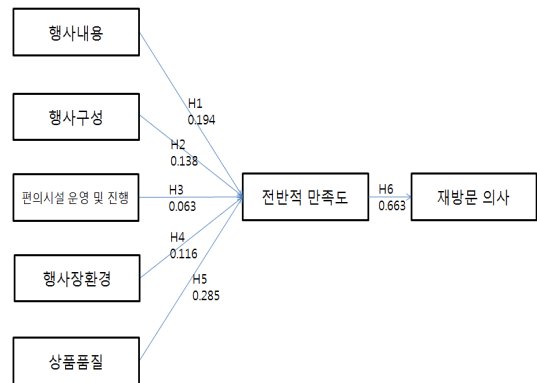 행사내용
H1
0.194
행사구성
H2
0.138
편의시설 운영 및 진행
H3
0.063
전반적 만족도
H6
0.663
재방문 의사
H4
0.116
행사장환경
H5
0.285
상품품질